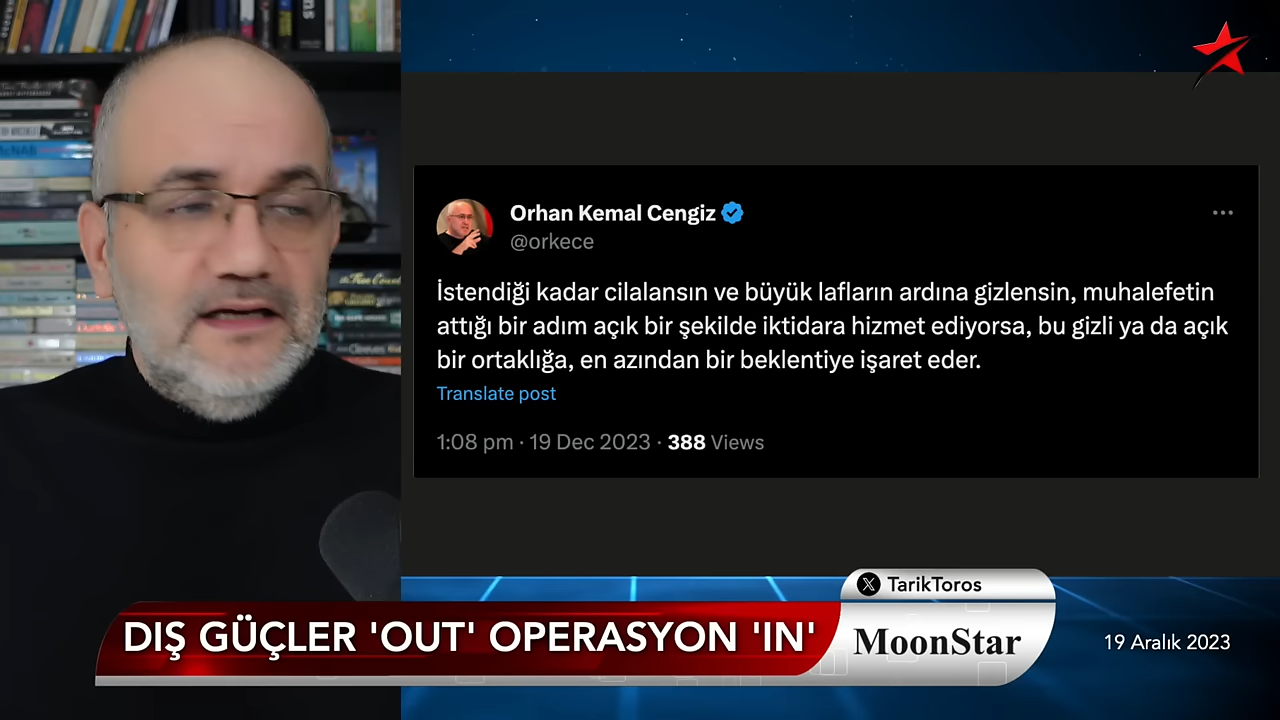 Orhan Kemal Cengiz
@orkece
İstendiği kadar cilalansın ve büyük lafların ardına gizlensin, muhalefetin
attığı bir adım açık bir şekilde iktidara hizmet ediyorsa, bu gizli ya da açık
bir ortaklığa, en azından bir beklentiye işaret eder.
Translate post
1:08 pm · 19 Dec 2023 · 388 Views
TarikToros
DIŞ GÜÇLER 'OUT' OPERASYON 'IN'
MoonStar
19 Aralık 2023